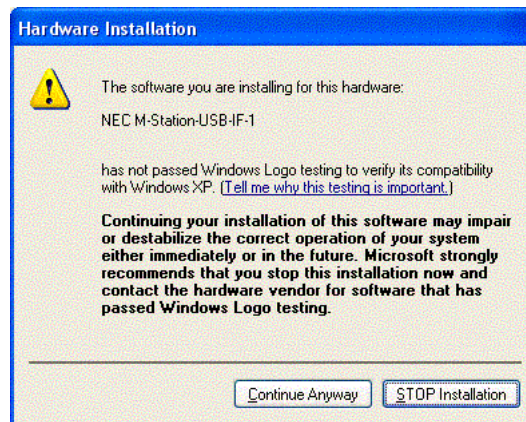 Hardware Installation
The software you are installing for this hardware:
NEC M-Station-USB-IF-1
has not passed Windows Logo testing to verify its compatibility
with Windows XP. (Tell me why this testing is important.)
Continuing your installation of this software may impair
or destabilize the correct operation of your system
either immediately or in the future. Microsoft strongly
recommends that you stop this installation now and
contact the hardware vendor for software that has
passed Windows Logo testing.
Continue Anyway
STOP Installation